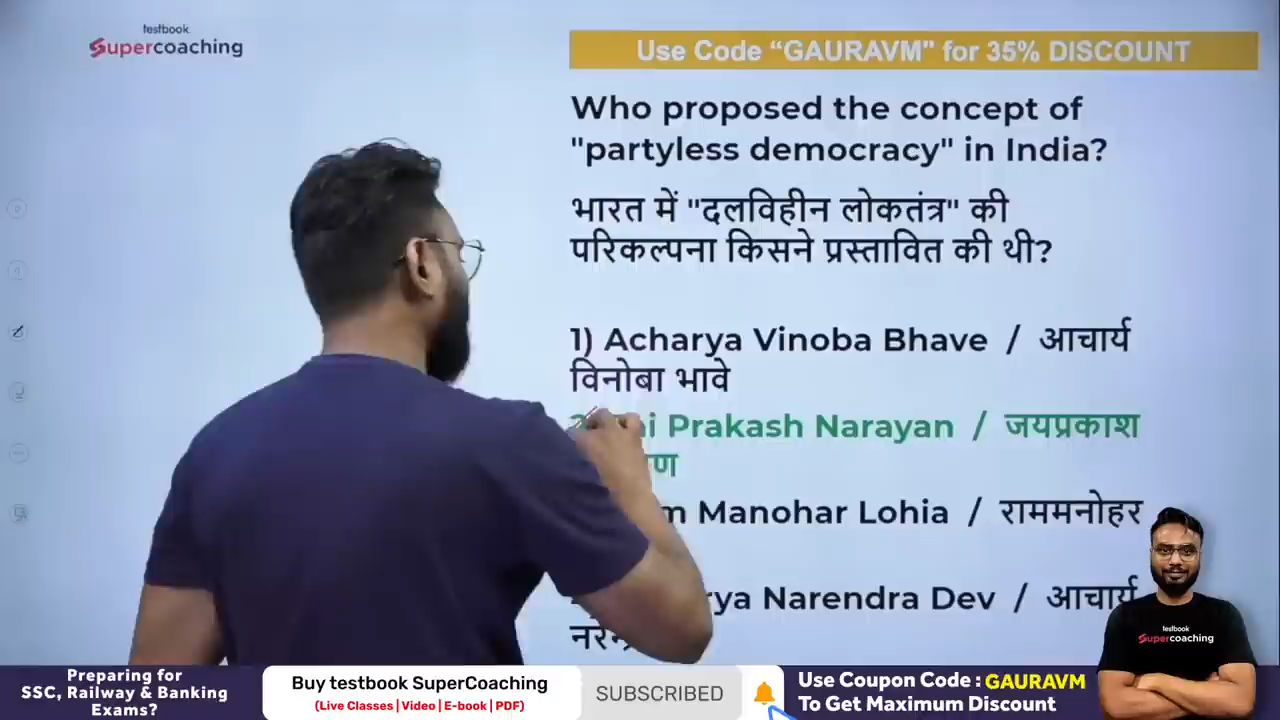 testbook
Supercoaching
Use Code “GAURAVM" for 35% DISCOUNT
Who proposed the concept of
"partyless democracy" in India?
भारत में "दलविहीन लोकतंत्र" की
परिकल्पना किसने प्रस्तावित की थी?
1) Acharya Vinoba Bhave / आचार्य
विनोबा भावे
Prakash Narayan / जयप्रकाश
Manohar Lohia / राममनोहर
Narendra Dev / आचार्य
testbook
Supercoaching
Preparing for
SSC, Railway & Banking
Exams?
Buy testbook SuperCoaching
(Live Classes | Video | E-book | PDF)
SUBSCRIBED
Use Coupon Code : GAURAVM
To Get Maximum Discount